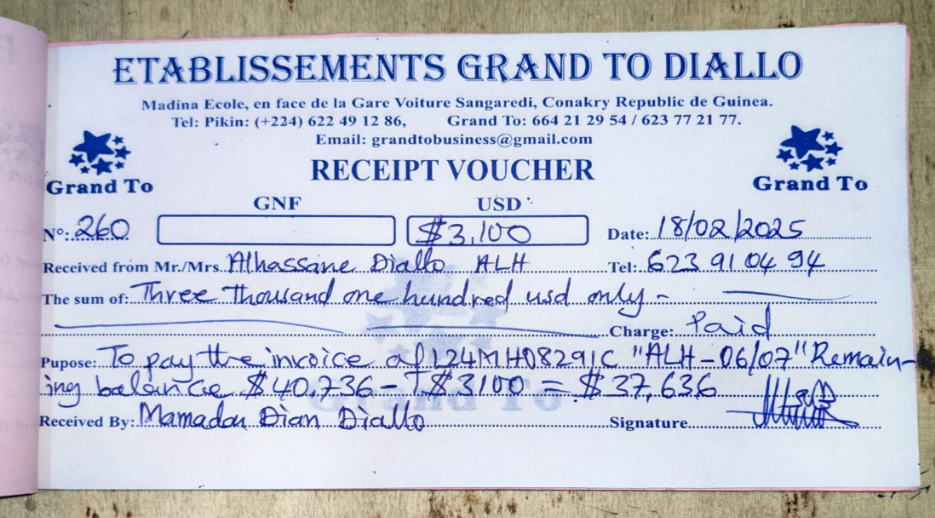 ETABLISSEMENTS GRAND TO DIALLO
Madina Ecole, en face de la Gare Voiture Sangaredi, Conakry Republic de Guinea.
Tel: Pikin: (+224) 622 49 12 86, Grand To: 664 21 29 54 / 623 77 21 77.
Email: grandtobusiness@gmail.com
Grand To RECEIPT VOUCHER Grand To
GNF USD
N°: 260 $3,100 Date: 18/02/2025
Received from Mr./Mrs. Alhassane Diallo ALH Tel: 623 91 04 94
The sum of: Three thousand one hundred usd only -
Charge: Paid
Pupose: To pay the invoice of L24MH0829IC "ALH-06/07" Remain-
ing balance $40,736 - $3100 = $37,636
Received By: Mamadou Dian Diallo Signature